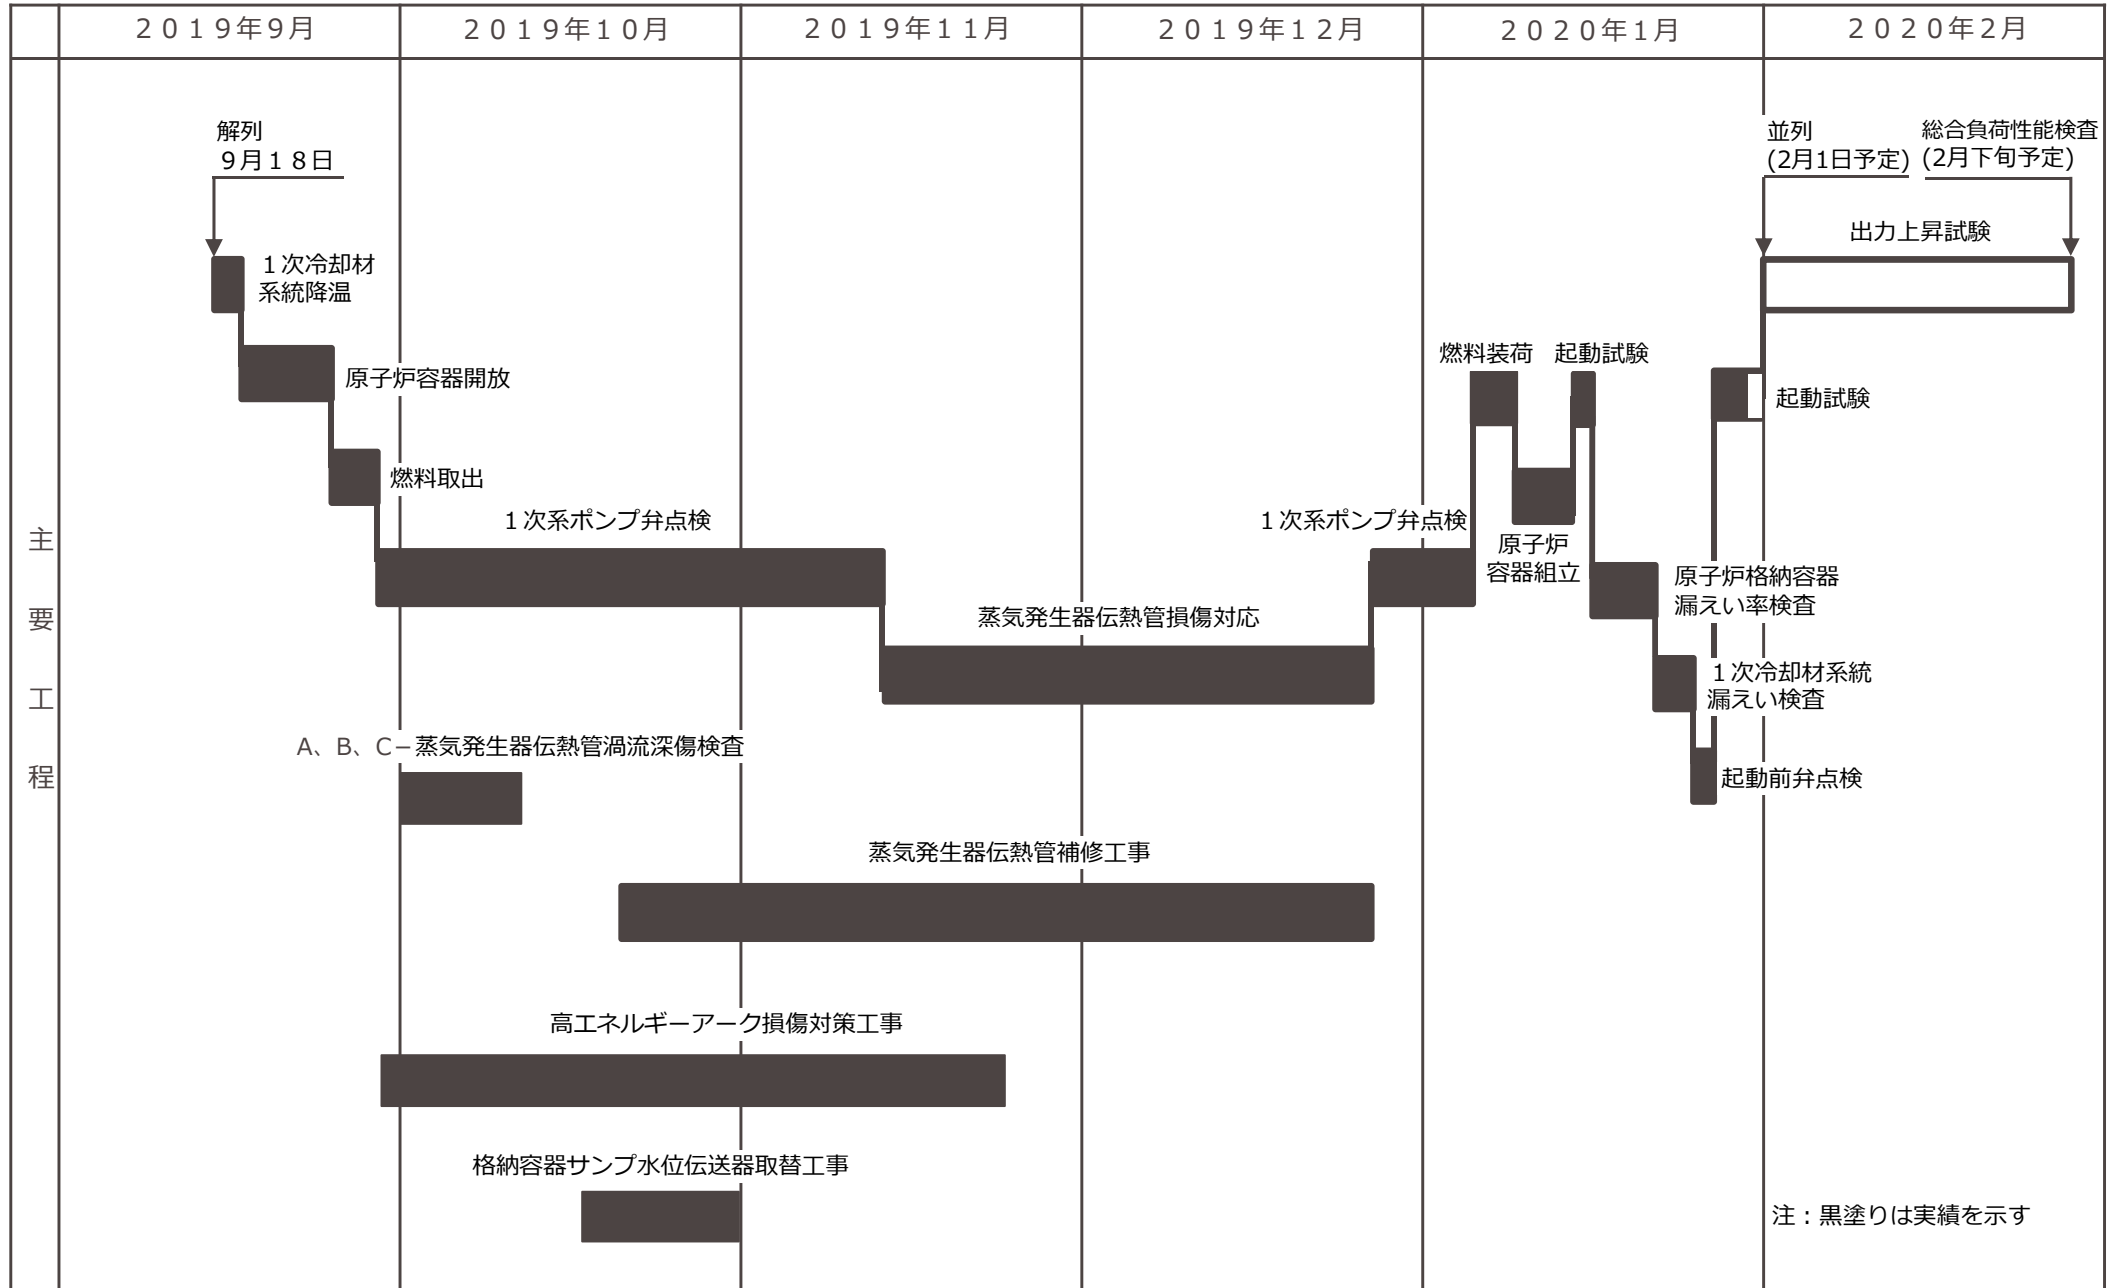 ２０１９年９月
２０１９年１０月
２０１９年１１月
２０１９年１２月
２０２０年１月
２０２０年２月
主要工程
解列
９月１８日
並列
(2月1日予定)
総合負荷性能検査
(2月下旬予定)
１次冷却材
系統降温
出力上昇試験
原子炉容器開放
燃料装荷
起動試験
起動試験
燃料取出
１次系ポンプ弁点検
１次系ポンプ弁点検
原子炉
容器組立
原子炉格納容器
漏えい率検査
蒸気発生器伝熱管損傷対応
１次冷却材系統
漏えい検査
A、B、C－蒸気発生器伝熱管渦流深傷検査
起動前弁点検
蒸気発生器伝熱管補修工事
高エネルギーアーク損傷対策工事
格納容器サンプ水位伝送器取替工事
注：黒塗りは実績を示す